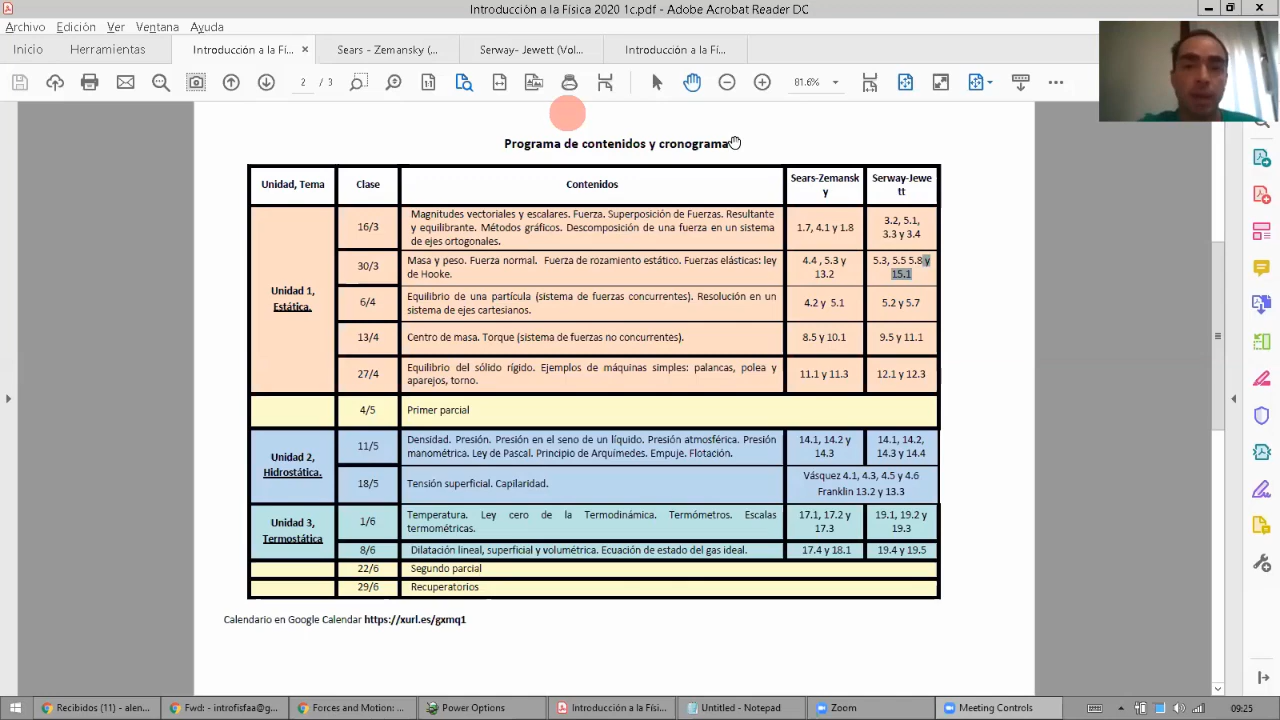 Introducción a la Física 2020 1c.pdf - Adobe Acrobat Reader DC
Archivo Edición Ver Ventana Ayuda
Inicio Herramientas Introducción a la Fí... × Sears - Zemansky (... Serway- Jewett (Vol... Introducción a la Fí...
2 / 3 81.6%
Programa de contenidos y cronograma
Unidad, Tema Clase Contenidos Sears-Zemansk Serway-Jewe
y tt
Unidad 1,
Estática.
16/3
Magnitudes vectoriales y escalares. Fuerza. Superposición de Fuerzas. Resultante
y equilibrante. Métodos gráficos. Descomposición de una fuerza en un sistema
de ejes ortogonales.
1.7, 4.1 y 1.8
3.2, 5.1,
3.3 y 3.4
30/3
Masa y peso. Fuerza normal. Fuerza de rozamiento estático. Fuerzas elásticas: ley
de Hooke.
4.4 , 5.3 y
13.2
5.3, 5.5 5.8 y
15.1
6/4
Equilibrio de una partícula (sistema de fuerzas concurrentes). Resolución en un
sistema de ejes cartesianos.
4.2 y 5.1
5.2 y 5.7
13/4
Centro de masa. Torque (sistema de fuerzas no concurrentes).
8.5 y 10.1
9.5 y 11.1
27/4
Equilibrio del sólido rígido. Ejemplos de máquinas simples: palancas, polea y
aparejos, torno.
11.1 y 11.3
12.1 y 12.3
4/5
Primer parcial
Unidad 2,
Hidrostática.
11/5
Densidad. Presión. Presión en el seno de un líquido. Presión atmosférica. Presión
manométrica. Ley de Pascal. Principio de Arquímedes. Empuje. Flotación.
14.1, 14.2 y
14.3
14.1, 14.2,
14.3 y 14.4
18/5
Tensión superficial. Capilaridad.
Vásquez 4.1, 4.3, 4.5 y 4.6
Franklin 13.2 y 13.3
Unidad 3,
Termostática
1/6
Temperatura. Ley cero de la Termodinámica. Termómetros. Escalas
termométricas.
17.1, 17.2 y
17.3
19.1, 19.2 y
19.3
8/6
Dilatación lineal, superficial y volumétrica. Ecuación de estado del gas ideal.
17.4 y 18.1
19.4 y 19.5
22/6
Segundo parcial
29/6
Recuperatorios
Calendario en Google Calendar https://xurl.es/gxmq1
Recibidos (11) - alen... Fwd: - introfisfaa@g... Forces and Motion: ... Power Options Introducción a la Físi... Untitled - Notepad Zoom Meeting Controls 09:25